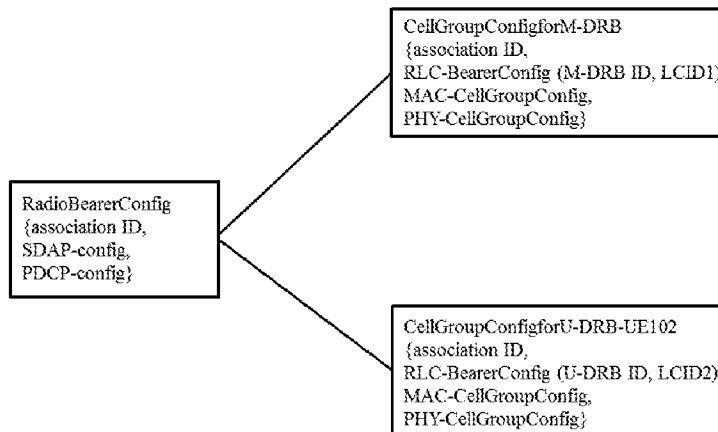 CellGroupConfigforM-DRB
{association ID,
RLC-BearerConfig (M-DRB ID, LCID1)
MAC-CellGroupConfig,
PHY-CellGroupConfig}
RadioBearerConfig
{association ID,
SDAP-config,
PDCP-config}
CellGroupConfigforU-DRB-UE102
{association ID,
RLC-BearerConfig (U-DRB ID, LCID2)
MAC-CellGroupConfig,
PHY-CellGroupConfig}